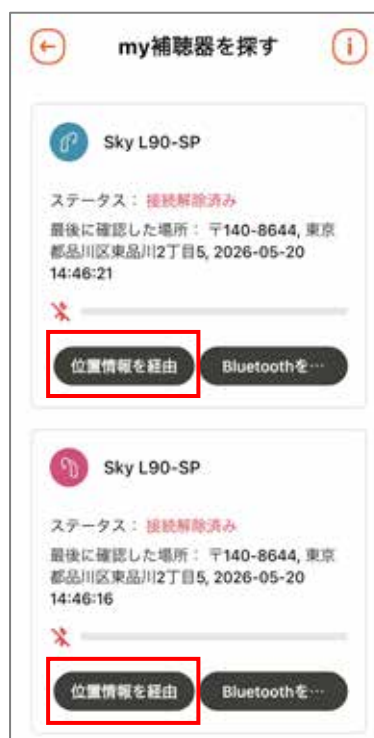 my補聴器を探す
Sky L90-SP
ステータス： 接続解除済み
最後に確認した場所： 〒140-8644, 東京
都品川区東品川2丁目5, 2026-05-20
14:46:21
位置情報を経由 Bluetoothを…
Sky L90-SP
ステータス： 接続解除済み
最後に確認した場所： 〒140-8644, 東京
都品川区東品川2丁目5, 2026-05-20
14:46:16
位置情報を経由 Bluetoothを…